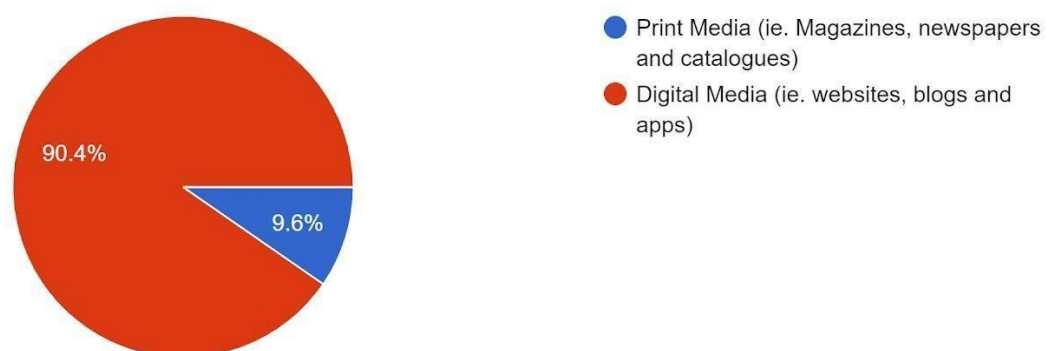 Print Media (ie. Magazines, newspapers
and catalogues)
Digital Media (ie. websites, blogs and
apps)
90.4%
9.6%